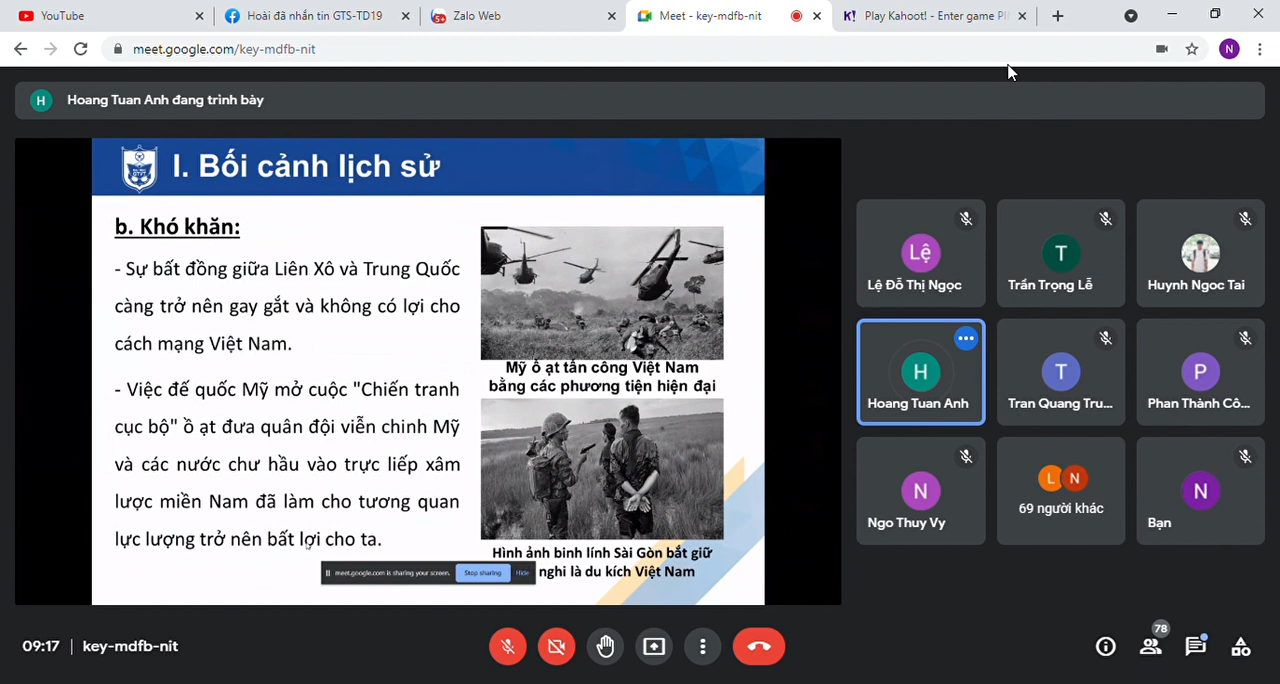 YouTube
Hoài đã nhắn tin GTS-TD19
Zalo Web
Meet - key-mdfb-nit
Play Kahoot! - Enter game PI
meet.google.com/key-mdfb-nit
N
H
Hoang Tuan Anh đang trình bày
I. Bối cảnh lịch sử
b. Khó khăn:
- Sự bất đồng giữa Liên Xô và Trung Quốc
càng trở nên gay gắt và không có lợi cho
cách mạng Việt Nam.
- Việc đế quốc Mỹ mở cuộc "Chiến tranh
cục bộ" ồ ạt đưa quân đội viễn chinh Mỹ
và các nước chư hầu vào trực liếp xâm
lược miền Nam đã làm cho tương quan
lực lượng trở nên bất lợi cho ta.
Mỹ ồ ạt tấn công Việt Nam
bằng các phương tiện hiện đại
Hình ảnh binh lính Sài Gòn bắt giữ
nghi là du kích Việt Nam
meet.google.com is sharing your screen.
Stop sharing
Hide
Lệ
Lệ Đỗ Thị Ngọc
T
Trần Trọng Lễ
Huynh Ngoc Tai
H
Hoang Tuan Anh
T
Tran Quang Tru...
P
Phan Thành Cô...
N
Ngo Thuy Vy
L
N
69 người khác
N
Bạn
09:17
key-mdfb-nit
78